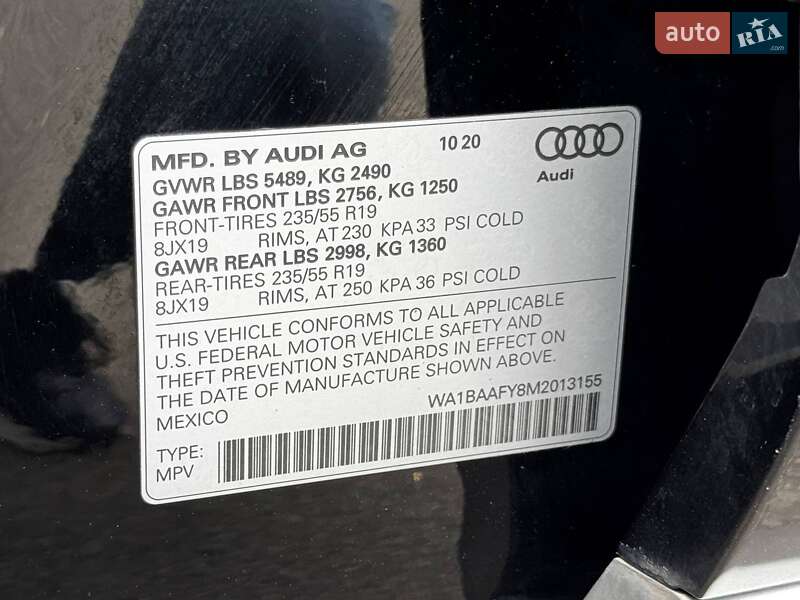 auto RIA .com
MFD. BY AUDI AG 10 20
GVWR LBS 5489, KG 2490
GAWR FRONT LBS 2756, KG 1250
FRONT-TIRES 235/55 R19
8JX19 RIMS, AT 230 KPA 33 PSI COLD
GAWR REAR LBS 2998, KG 1360
REAR-TIRES 235/55 R19
8JX19 RIMS, AT 250 KPA 36 PSI COLD
Audi
THIS VEHICLE CONFORMS TO ALL APPLICABLE
U.S. FEDERAL MOTOR VEHICLE SAFETY AND
THEFT PREVENTION STANDARDS IN EFFECT ON
THE DATE OF MANUFACTURE SHOWN ABOVE.
MEXICO WA1BAAFY8M2013155
TYPE:
MPV